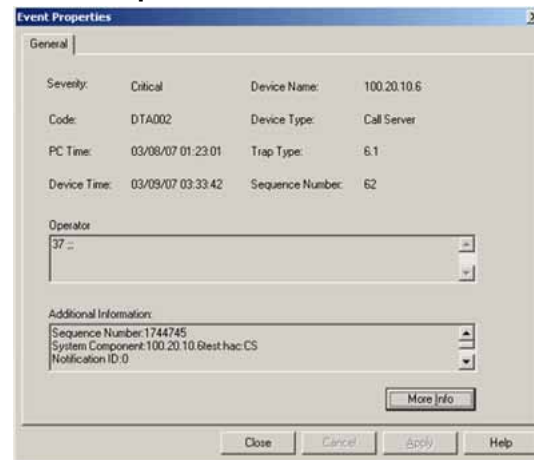 Event Properties
General
Severity: Critical Device Name: 100.20.10.6
Code: DTA002 Device Type: Call Server
PC Time: 03/08/07 01:23:01 Trap Type: 6.1
Device Time: 03/09/07 03:33:42 Sequence Number: 62
Operator
37 ::
Additional Information:
Sequence Number:1744745
System Component:100.20.10.6test:hac:CS
Notification ID:0
More Info
Close Cancel Apply Help